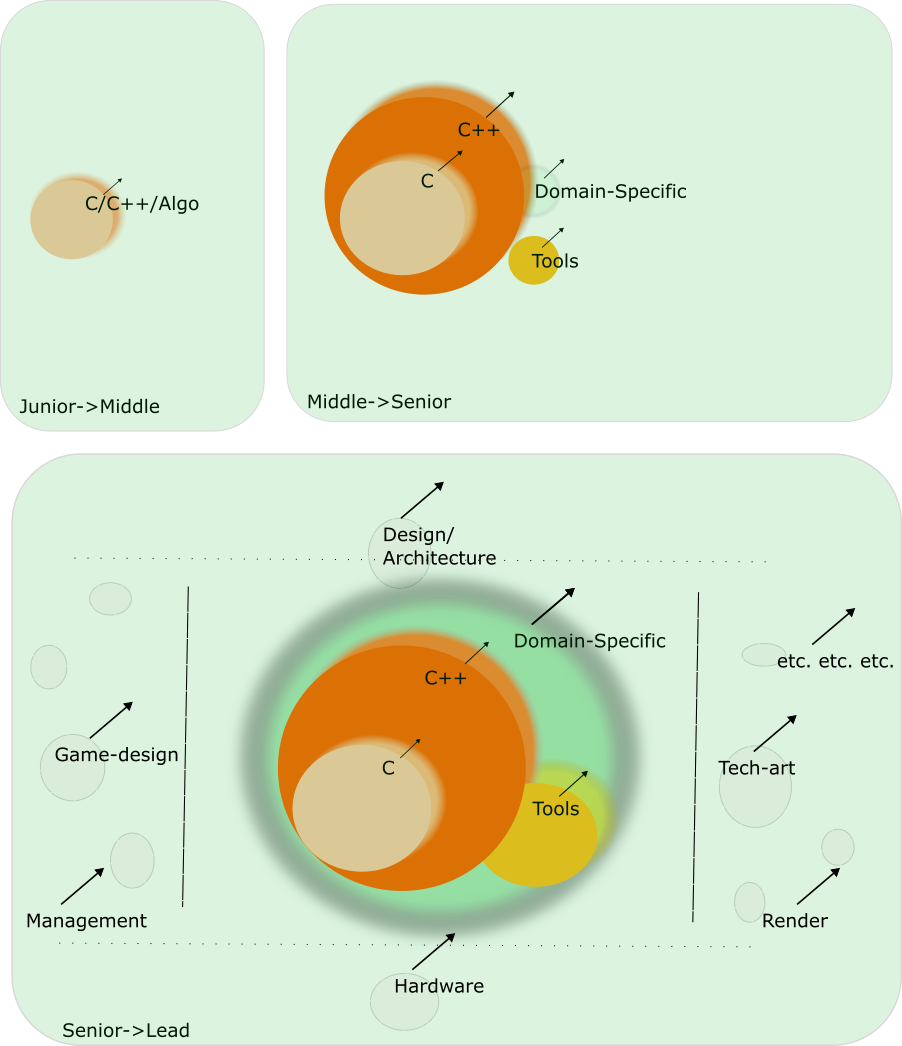 C/C++/Algo
Junior->Middle
C++
C
Domain-Specific
Tools
Middle->Senior
Design/
Architecture
Domain-Specific
C++
etc. etc. etc.
Game-design
C
Tech-art
Tools
Management
Render
Hardware
Senior->Lead